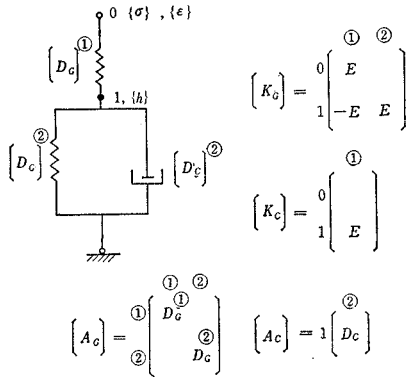 0 {σ} , {ε}
①
[D_G]
1, {h}
②
[D_G]
②
[D'_C]
① ②
[K_G] = 0 E
1 −E E
①
[K_C] = 0
1 E
① ②
[A_G] = ① D_G ①
② D_G ②
②
[A_C] = 1 [D_C]